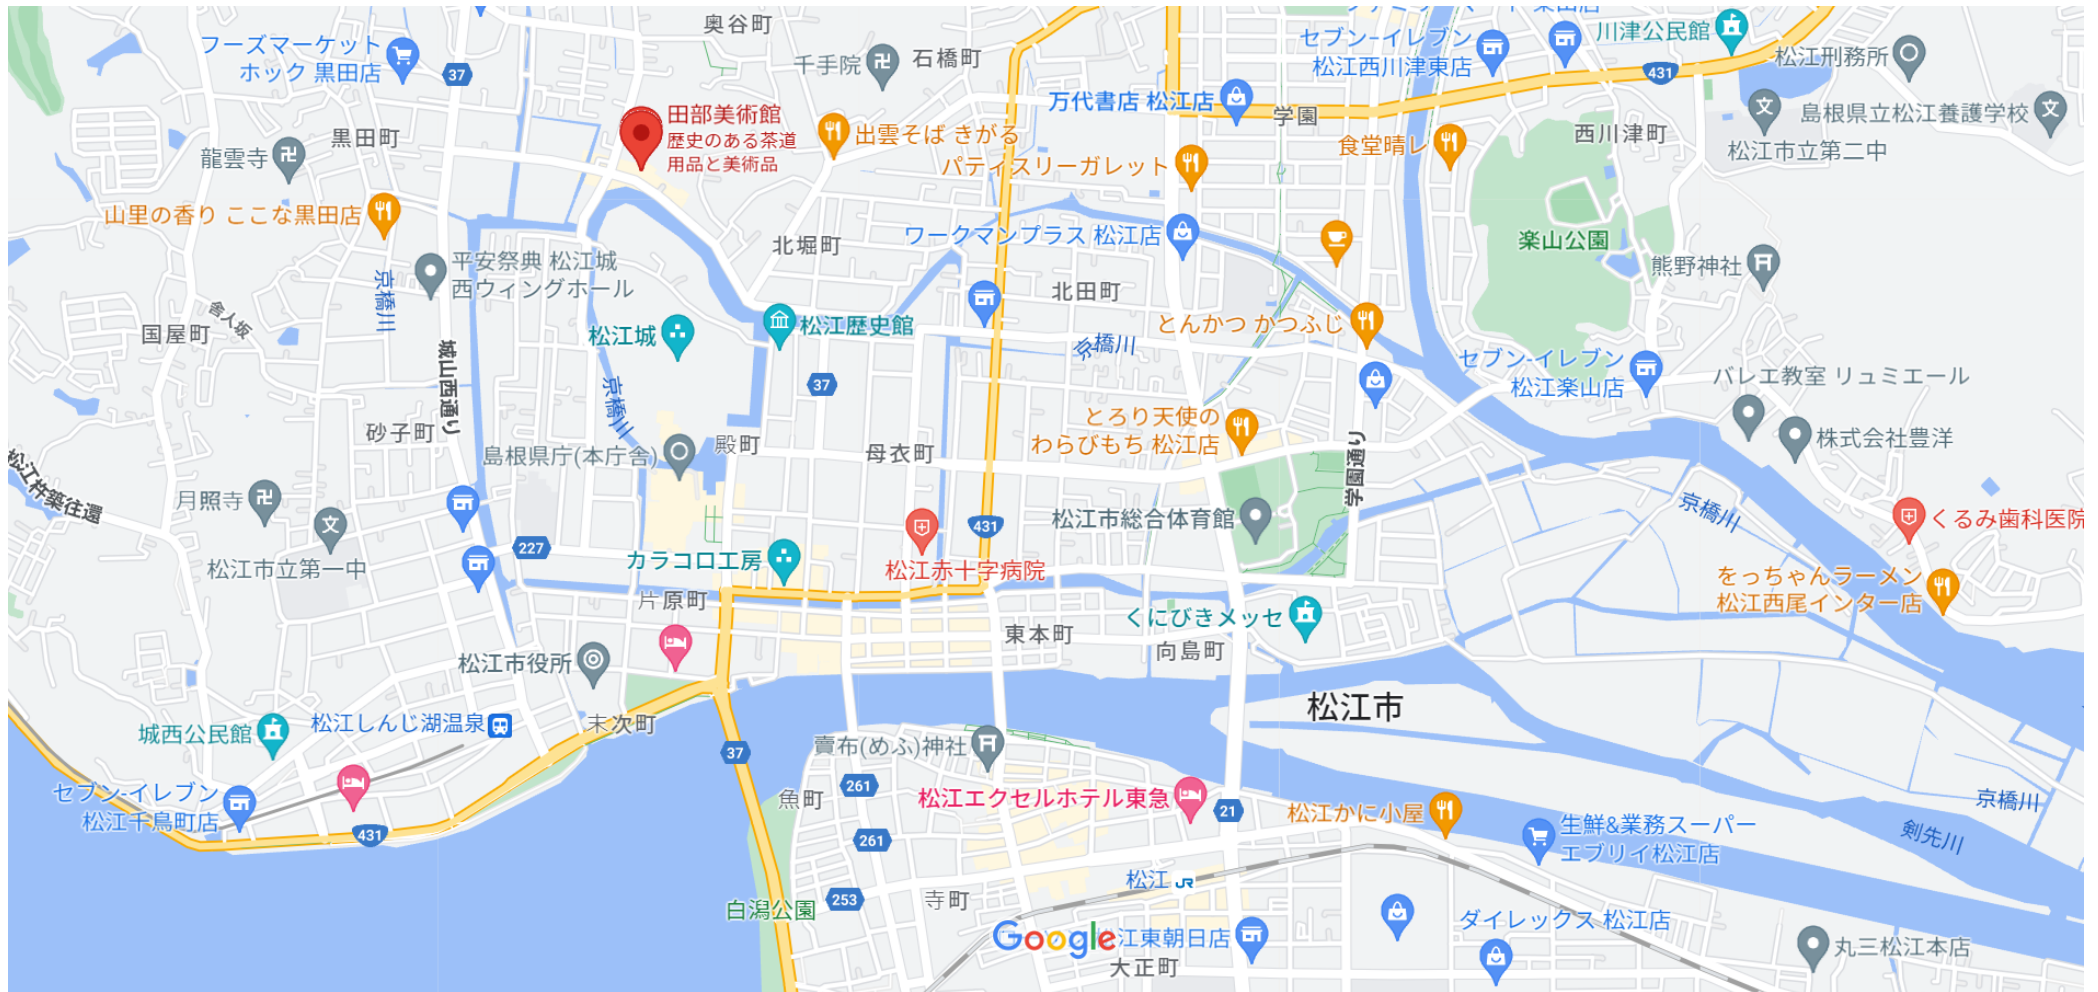 奥谷町
フーズマーケット
ホック 黒田店
37
千手院
石橋町
セブン-イレブン
松江西川津東店
川津公民館
431
松江刑務所
田部美術館
歴史のある茶道
用品と美術品
万代書店 松江店
学園
島根県立松江養護学校
黒田町
出雲そば きがる
食堂晴レ
西川津町
松江市立第二中
龍雲寺
パティスリーガレット
山里の香り ここな黒田店
北堀町
ワークマンプラス 松江店
楽山公園
熊野神社
平安祭典 松江城
西ウィングホール
京橋川
舎人坂
国屋町
北田町
松江城
松江歴史館
とんかつ かつふじ
京橋川
城山西通り
37
セブン-イレブン
松江楽山店
バレエ教室 リュミエール
京橋川
とろり天使の
わらびもち 松江店
砂子町
殿町
母衣町
島根県庁(本庁舎)
学園通り
株式会社豊洋
松江杵築往還
月照寺
松江市総合体育館
431
京橋川
くるみ歯科医院
227
カラコロ工房
松江赤十字病院
松江市立第一中
をっちゃんラーメン
松江西尾インター店
片原町
くにびきメッセ
東本町
向島町
松江市役所
松江市
城西公民館
松江しんじ湖温泉
末次町
37
賣布(めふ)神社
261
セブン-イレブン
松江千鳥町店
魚町
松江エクセルホテル東急
21
松江かに小屋
京橋川
431
261
生鮮&業務スーパー
エブリイ松江店
剣先川
松江
JR
253
白潟公園
寺町
ダイレックス 松江店
Google
江東朝日店
丸三松江本店
大正町